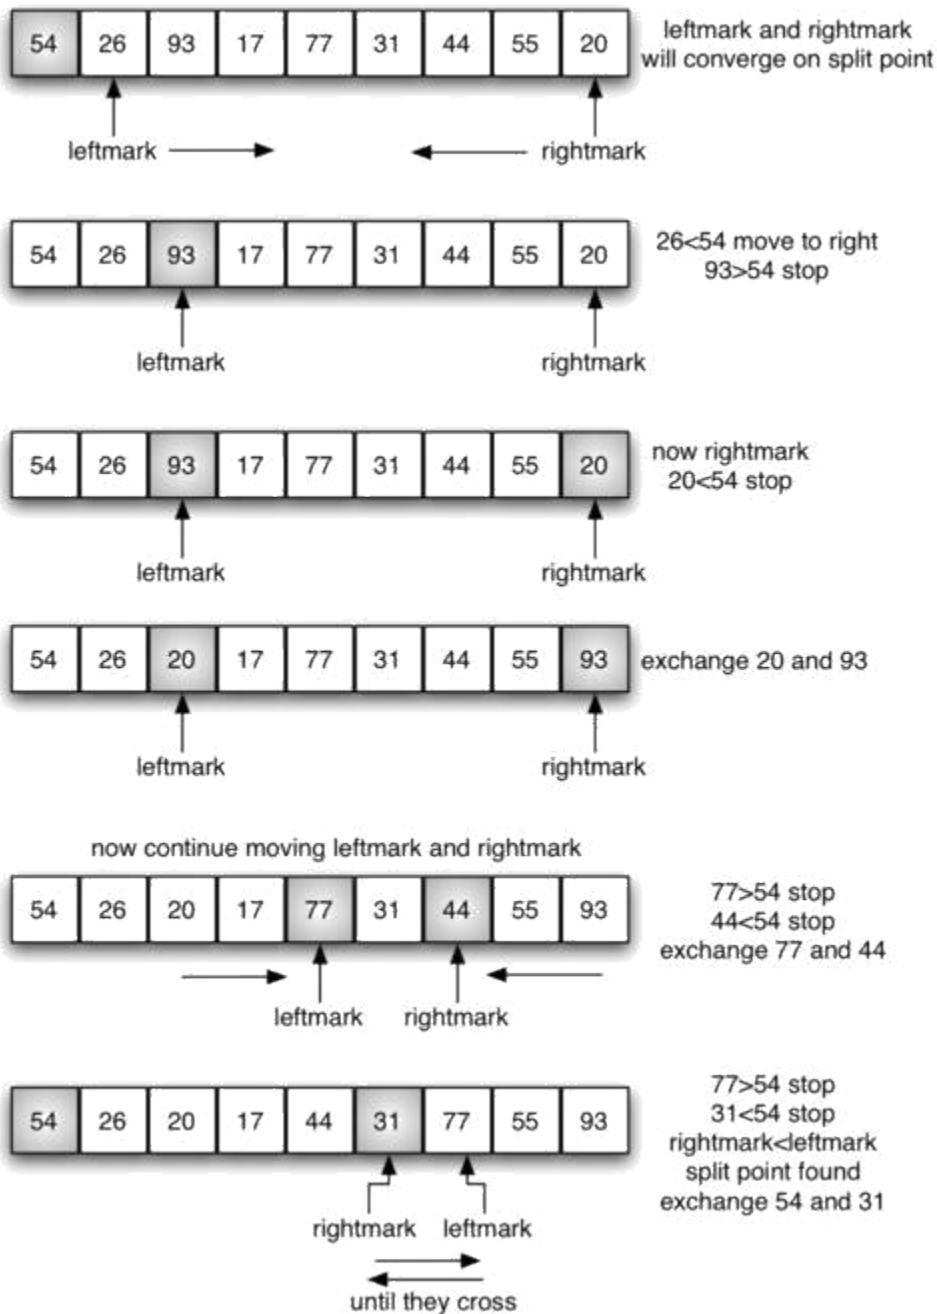 54 26 93 17 77 31 44 55 20
leftmark and rightmark
will converge on split point
leftmark
rightmark
54 26 93 17 77 31 44 55 20
26<54 move to right
93>54 stop
leftmark
rightmark
54 26 93 17 77 31 44 55 20
now rightmark
20<54 stop
leftmark
rightmark
54 26 20 17 77 31 44 55 93
exchange 20 and 93
leftmark
rightmark
now continue moving leftmark and rightmark
54 26 20 17 77 31 44 55 93
77>54 stop
44<54 stop
exchange 77 and 44
leftmark
rightmark
54 26 20 17 44 31 77 55 93
77>54 stop
31<54 stop
rightmark<leftmark
split point found
exchange 54 and 31
rightmark
leftmark
until they cross